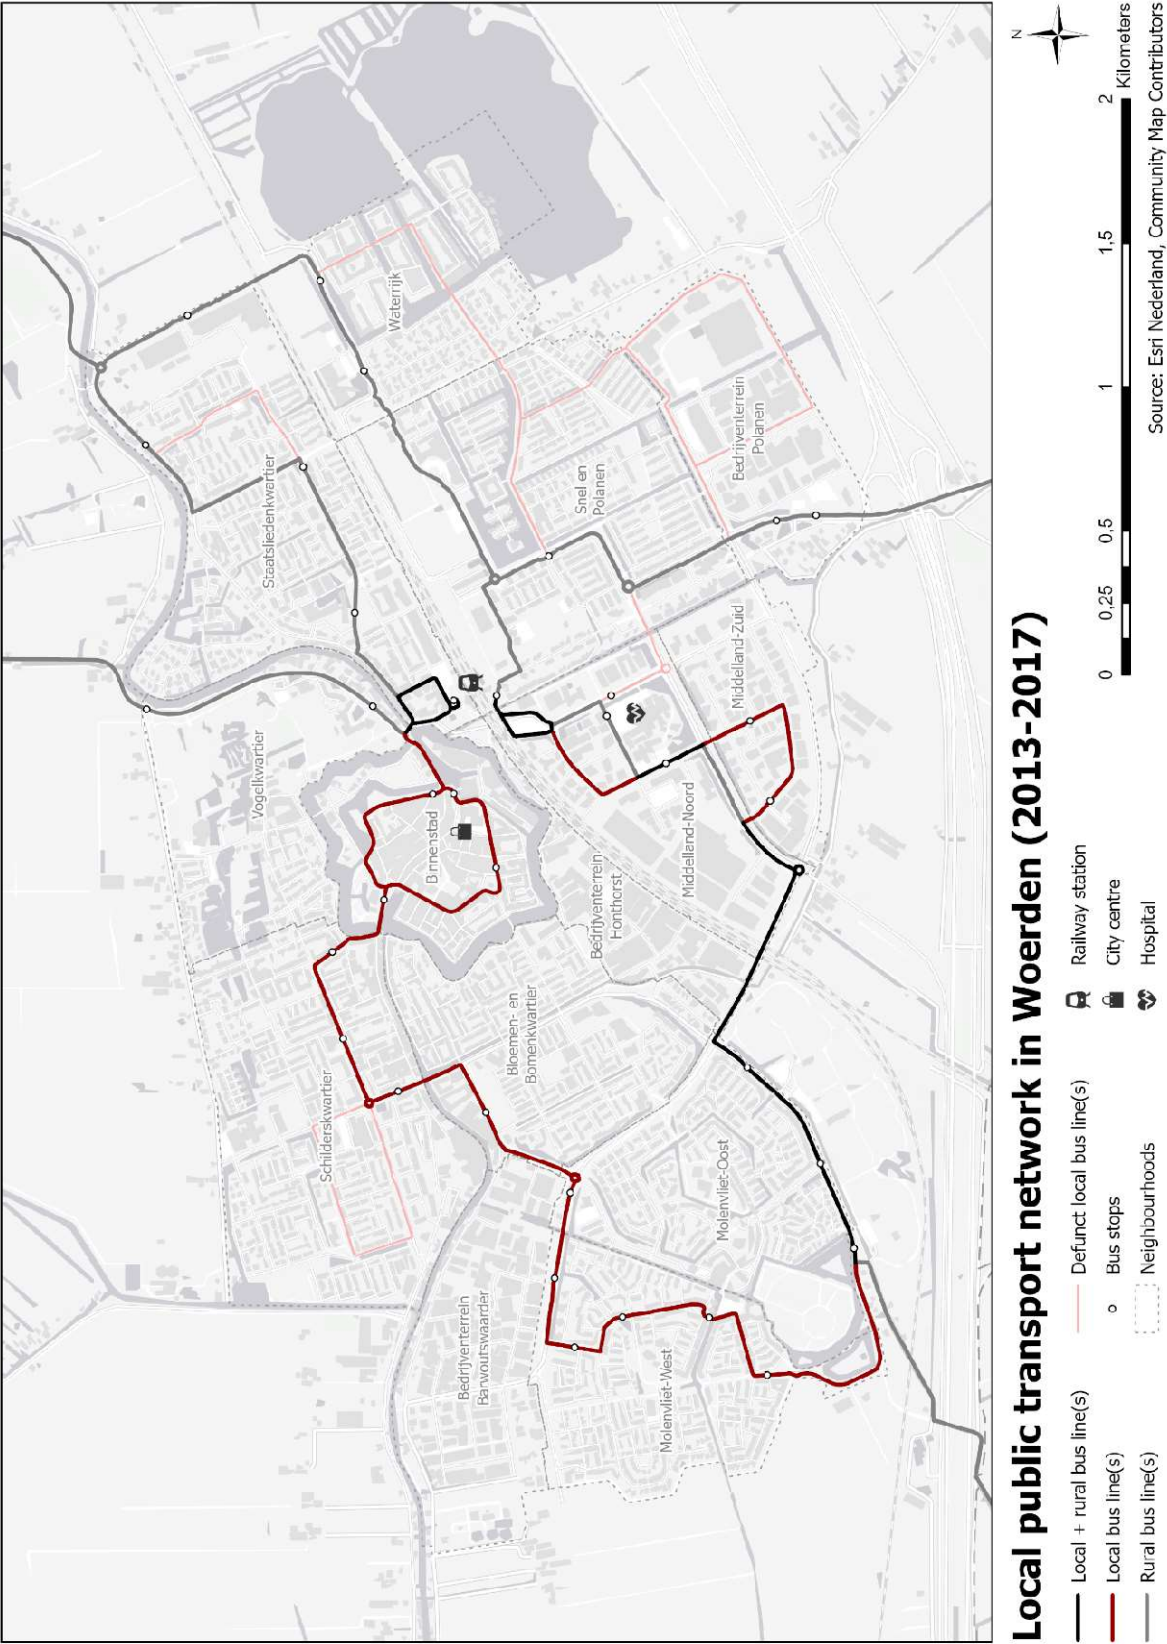 Vogelkwartier
Staatsliedenkwartier
Waterrijk
Schilderskwartier
Binnenstad
Snel en
Polanen
Bedrijventerrein
Polanen
Bloemen- en
Bomenkwartier
Bedrijventerrein
Honthorst
Middelland-Noord
Middelland-Zuid
Bedrijventerrein
Barwoutswaarder
Molenvliet-West
Molenvliet-Oost
Local public transport network in Woerden (2013-2017)
Local + rural bus line(s)
Local bus line(s)
Rural bus line(s)
Defunct local bus line(s)
Bus stops
Neighbourhoods
Railway station
City centre
Hospital
N
0 0,25 0,5 1 1,5 2
Kilometers
Source: Esri Nederland, Community Map Contributors